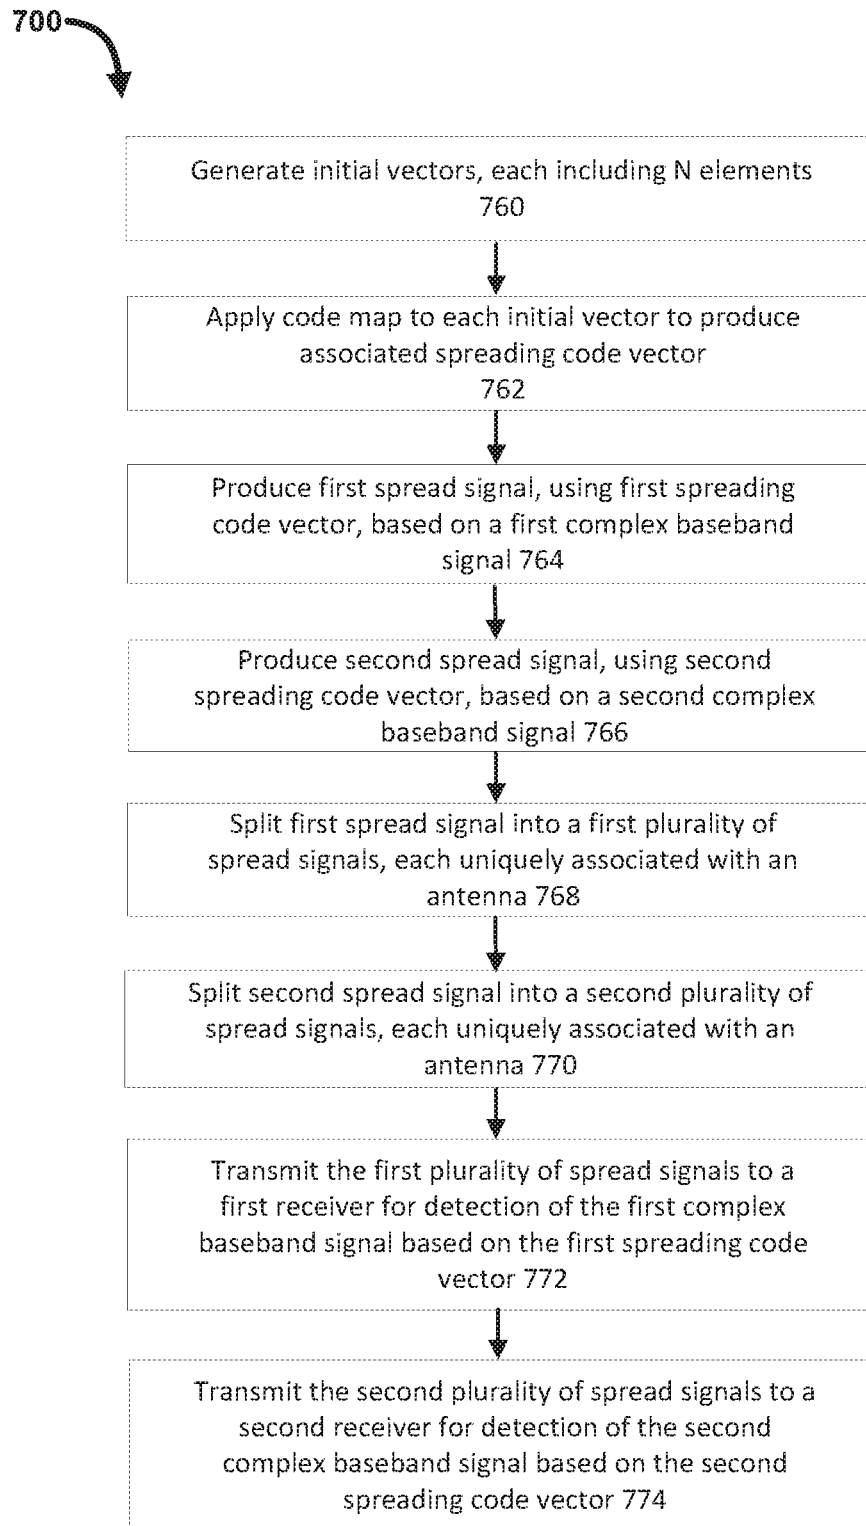 700
Generate initial vectors, each including N elements
760
Apply code map to each initial vector to produce
associated spreading code vector
762
Produce first spread signal, using first spreading
code vector, based on a first complex baseband
signal 764
Produce second spread signal, using second
spreading code vector, based on a second complex
baseband signal 766
Split first spread signal into a first plurality of
spread signals, each uniquely associated with an
antenna 768
Split second spread signal into a second plurality of
spread signals, each uniquely associated with an
antenna 770
Transmit the first plurality of spread signals to a
first receiver for detection of the first complex
baseband signal based on the first spreading code
vector 772
Transmit the second plurality of spread signals to a
second receiver for detection of the second
complex baseband signal based on the second
spreading code vector 774